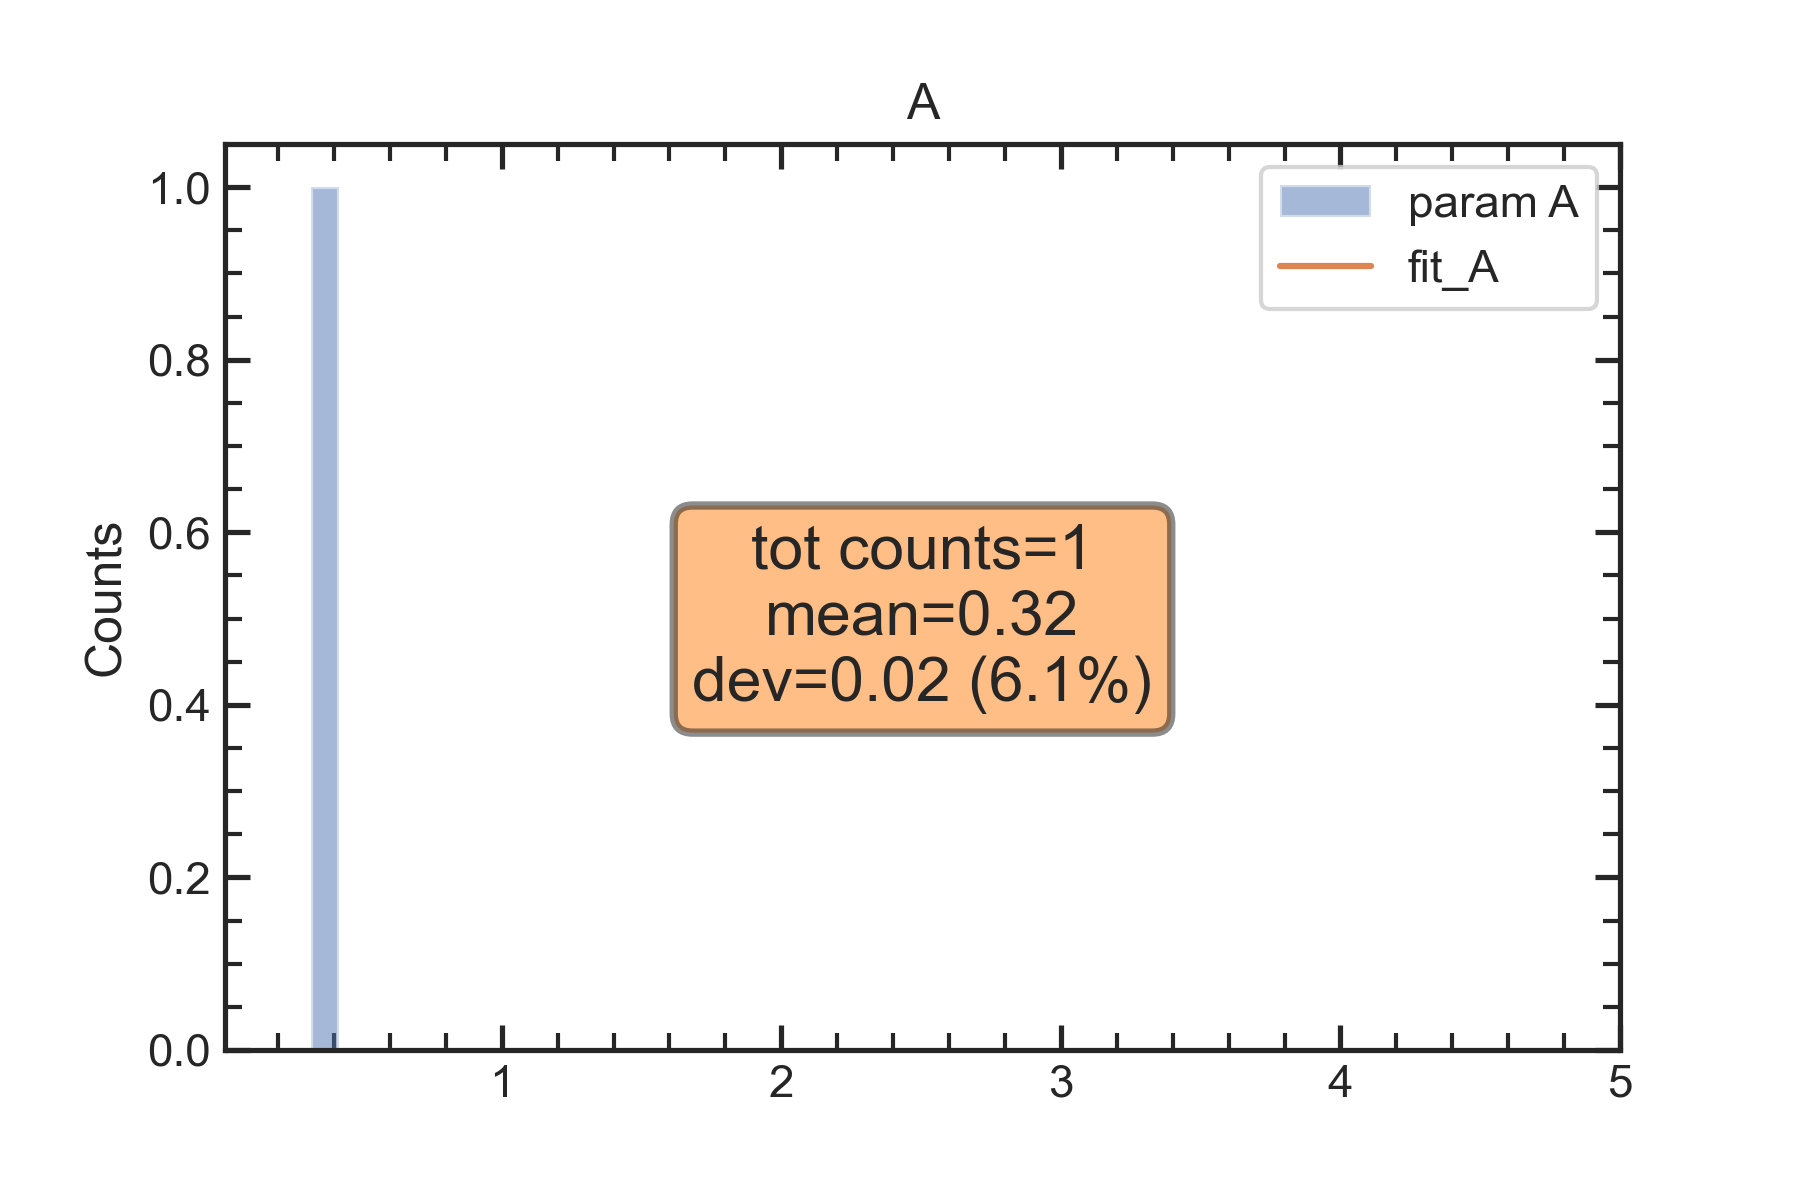 A
Counts
1.0
0.8
0.6
0.4
0.2
0.0
param A
fit_A
tot counts=1
mean=0.32
dev=0.02 (6.1%)
1 2 3 4 5